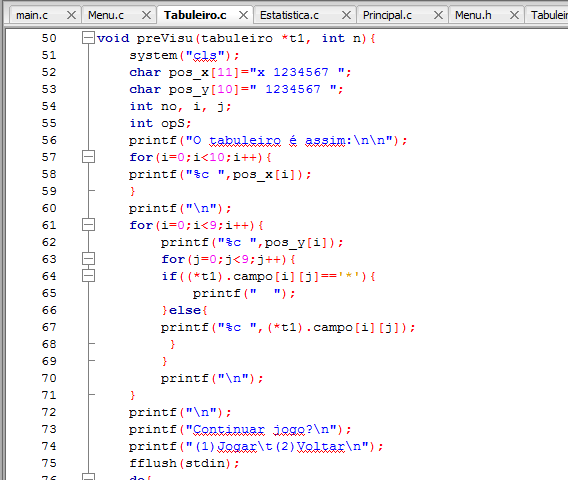 main.c Menu.c Tabuleiro.c Estatistica.c Principal.c Menu.h Tabulei
50 void preVisu(tabuleiro *t1, int n){
51 system("cls");
52 char pos_x[11]="x 1234567 ";
53 char pos_y[10]=" 1234567 ";
54 int no, i, j;
55 int opS;
56 printf("O tabuleiro é assim:\n\n");
57 for(i=0;i<10;i++){
58 printf("%c ",pos_x[i]);
59 }
60 printf("\n");
61 for(i=0;i<9;i++){
62 printf("%c ",pos_y[i]);
63 for(j=0;j<9;j++){
64 if((*t1).campo[i][j]=='*'){
65 printf("  ");
66 }else{
67 printf("%c ",(*t1).campo[i][j]);
68 }
69 }
70 printf("\n");
71 }
72 printf("\n");
73 printf("Continuar jogo?\n");
74 printf("(1)Jogar\t(2)Voltar\n");
75 fflush(stdin);
76 do{